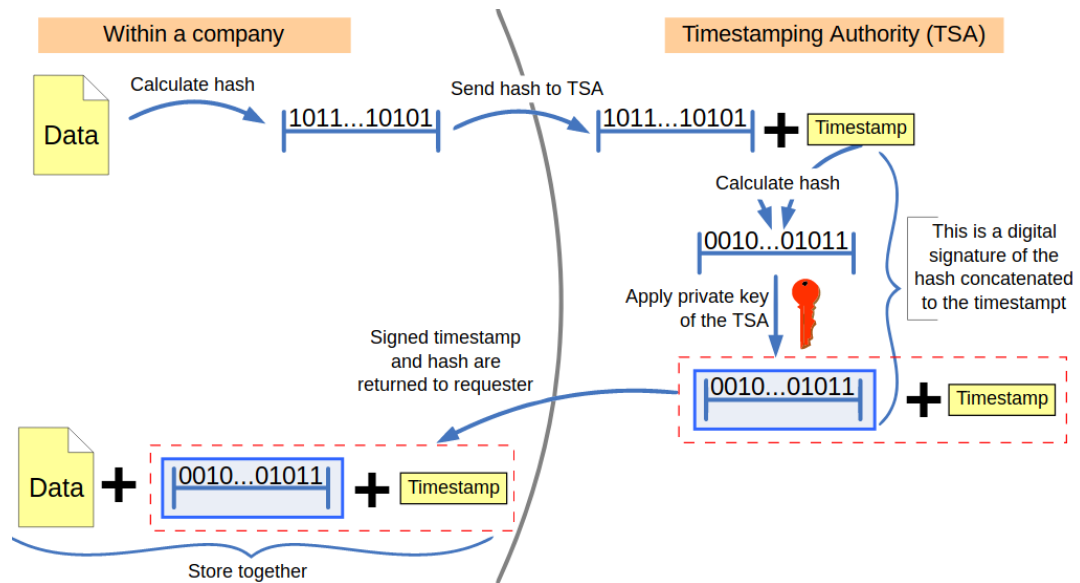 Within a company
Timestamping Authority (TSA)
Data
Calculate hash
1011...10101
Send hash to TSA
1011...10101
+
Timestamp
Calculate hash
0010...01011
This is a digital
signature of the
hash concatenated
to the timestampt
Apply private key
of the TSA
0010...01011
+
Timestamp
Signed timestamp
and hash are
returned to requester
Data
+
0010...01011
+
Timestamp
Store together